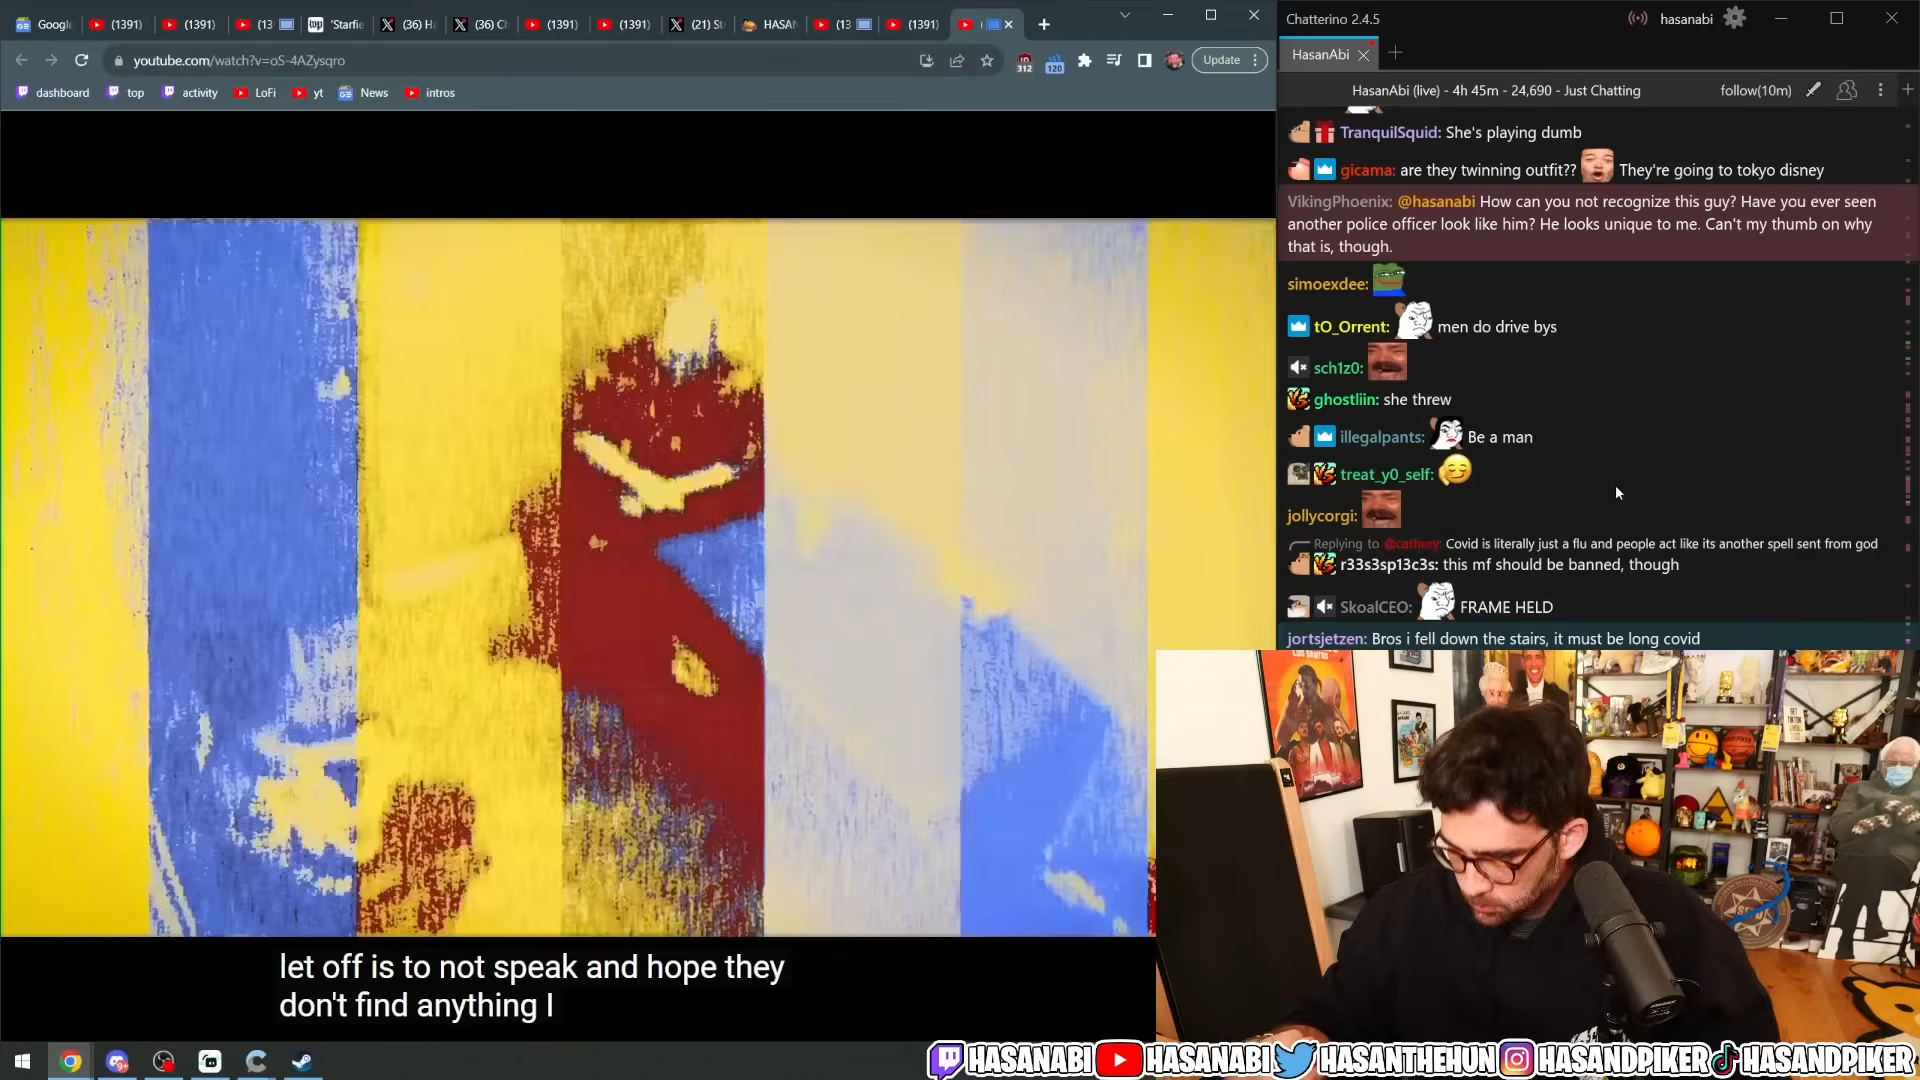 Googl
(1391)
(1391)
(13
'Starfie
(36) H
(36) C
(1391)
(1391)
(21) St
HASAN
(13
(1391)
youtube.com/watch?v=oS-4AZysqro
312
120
Update
dashboard
top
activity
LoFi
yt
News
intros
let off is to not speak and hope they
don't find anything I
Chatterino 2.4.5
hasanabi
HasanAbi
HasanAbi (live) - 4h 45m - 24,690 - Just Chatting
follow(10m)
TranquilSquid: She's playing dumb
gicama: are they twinning outfit?? They're going to tokyo disney
VikingPhoenix: @hasanabi How can you not recognize this guy? Have you ever seen
another police officer look like him? He looks unique to me. Can't my thumb on why
that is, though.
simoexdee:
tO_Orrent: men do drive bys
sch1z0:
ghostliin: she threw
illegalpants: Be a man
treat_y0_self:
jollycorgi:
Replying to @cathury: Covid is literally just a flu and people act like its another spell sent from god
r33s3sp13c3s: this mf should be banned, though
SkoalCEO: FRAME HELD
jortsjetzen: Bros i fell down the stairs, it must be long covid
LOS SANTOS
HASANABI
HASANABI
HASANTHEHUN
HASANDPIKER
HASANDPIKER